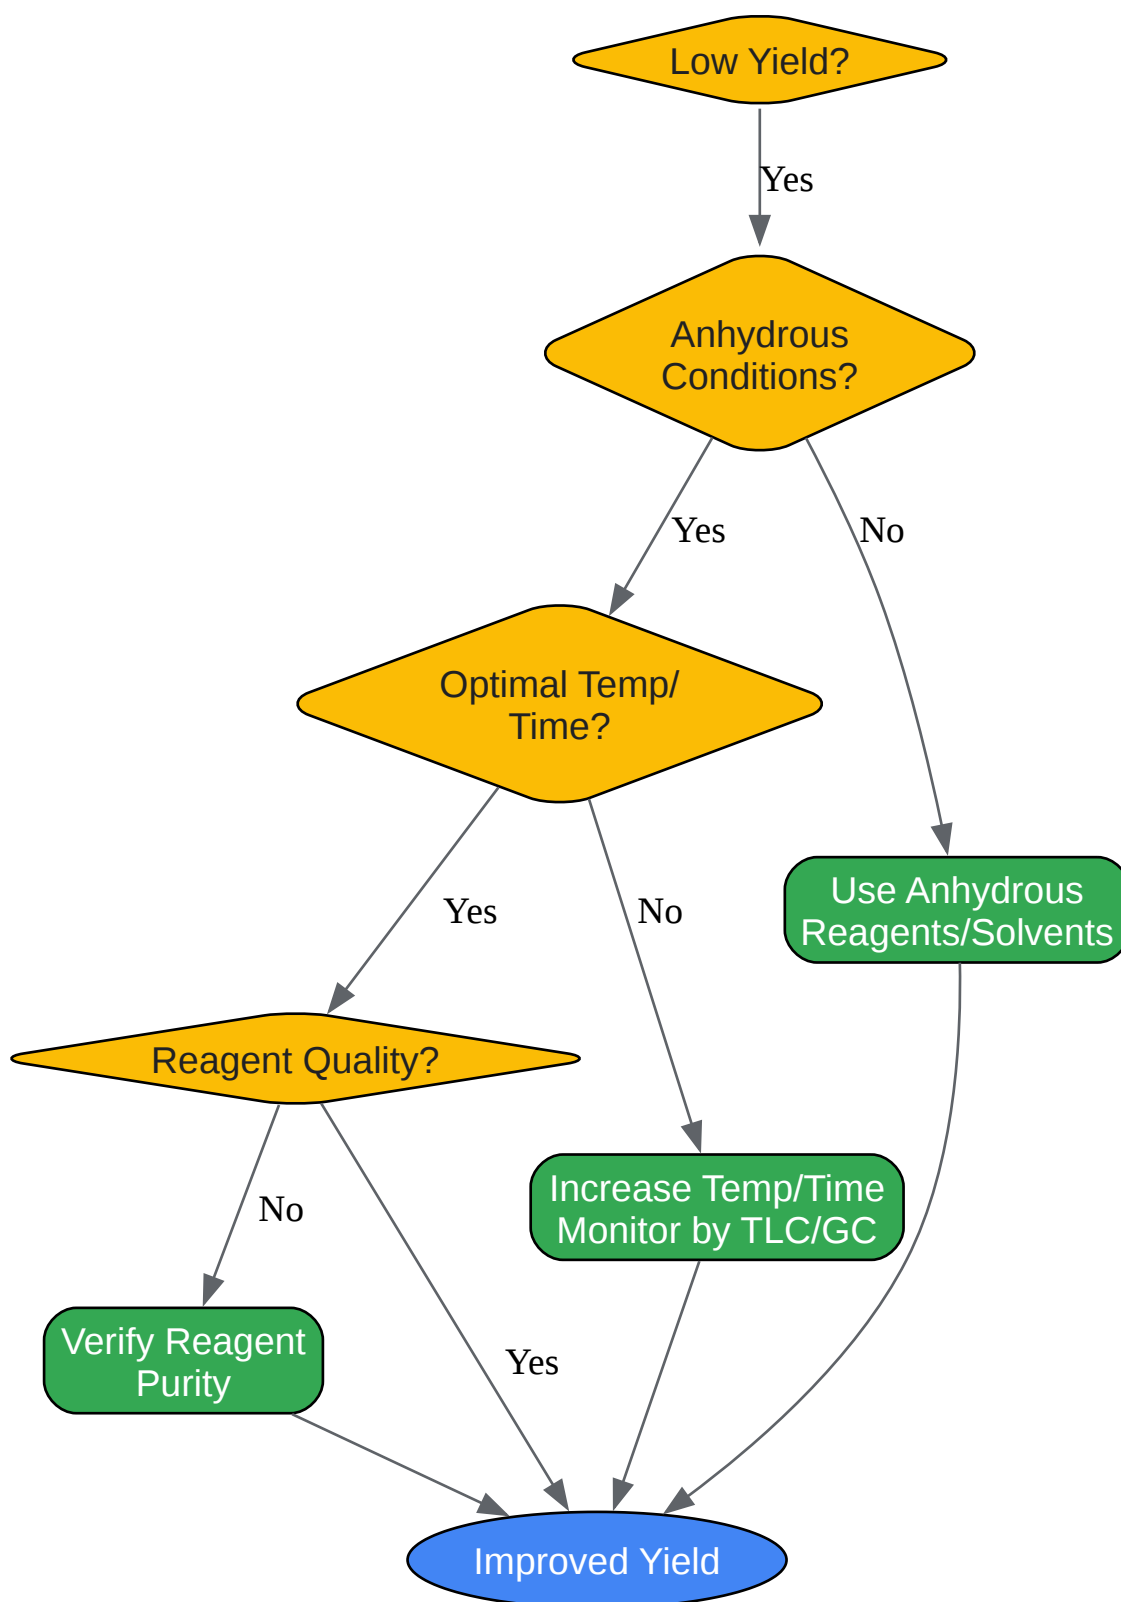 Low Yield?
Yes
Anhydrous
Conditions?
Yes
No
Optimal Temp/
Time?
Yes
No
Use Anhydrous
Reagents/Solvents
Reagent Quality?
No
Increase Temp/Time
Monitor by TLC/GC
Verify Reagent
Purity
Yes
Improved Yield